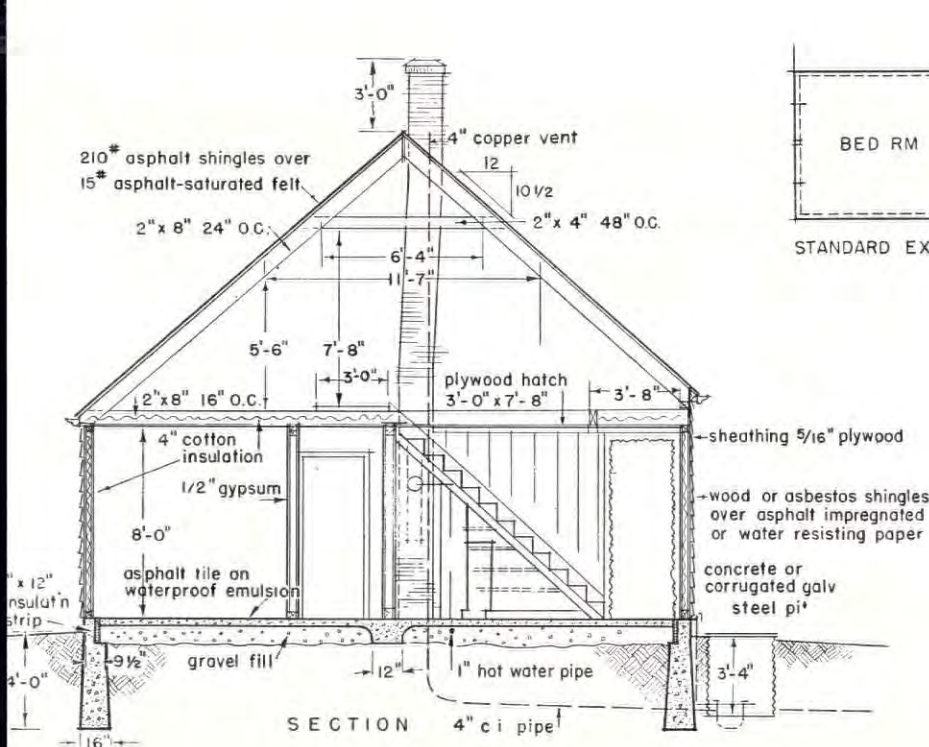 3'-0"
4" copper vent
12
10 1/2
210# asphalt shingles over
15# asphalt-saturated felt
2"x 8" 24" O.C.
2"x 4" 48" O.C.
6'-4"
11'-7"
5'-6"
7'-8"
3'-0"
plywood hatch
3'-0" x 7'-8"
3'-8"
2"x8" 16" O.C.
4" cotton
insulation
1/2" gypsum
8'-0"
asphalt tile on
waterproof emulsion
" x 12"
nsulat'n
strip
sheathing 5/16" plywood
wood or asbestos shingles
over asphalt impregnated
or water resisting paper
concrete or
corrugated galv
steel pit
9 1/2"
gravel fill
12"
1" hot water pipe
3'-4"
4'-0"
16"
SECTION
4" c i pipe
BED RM
STANDARD EX